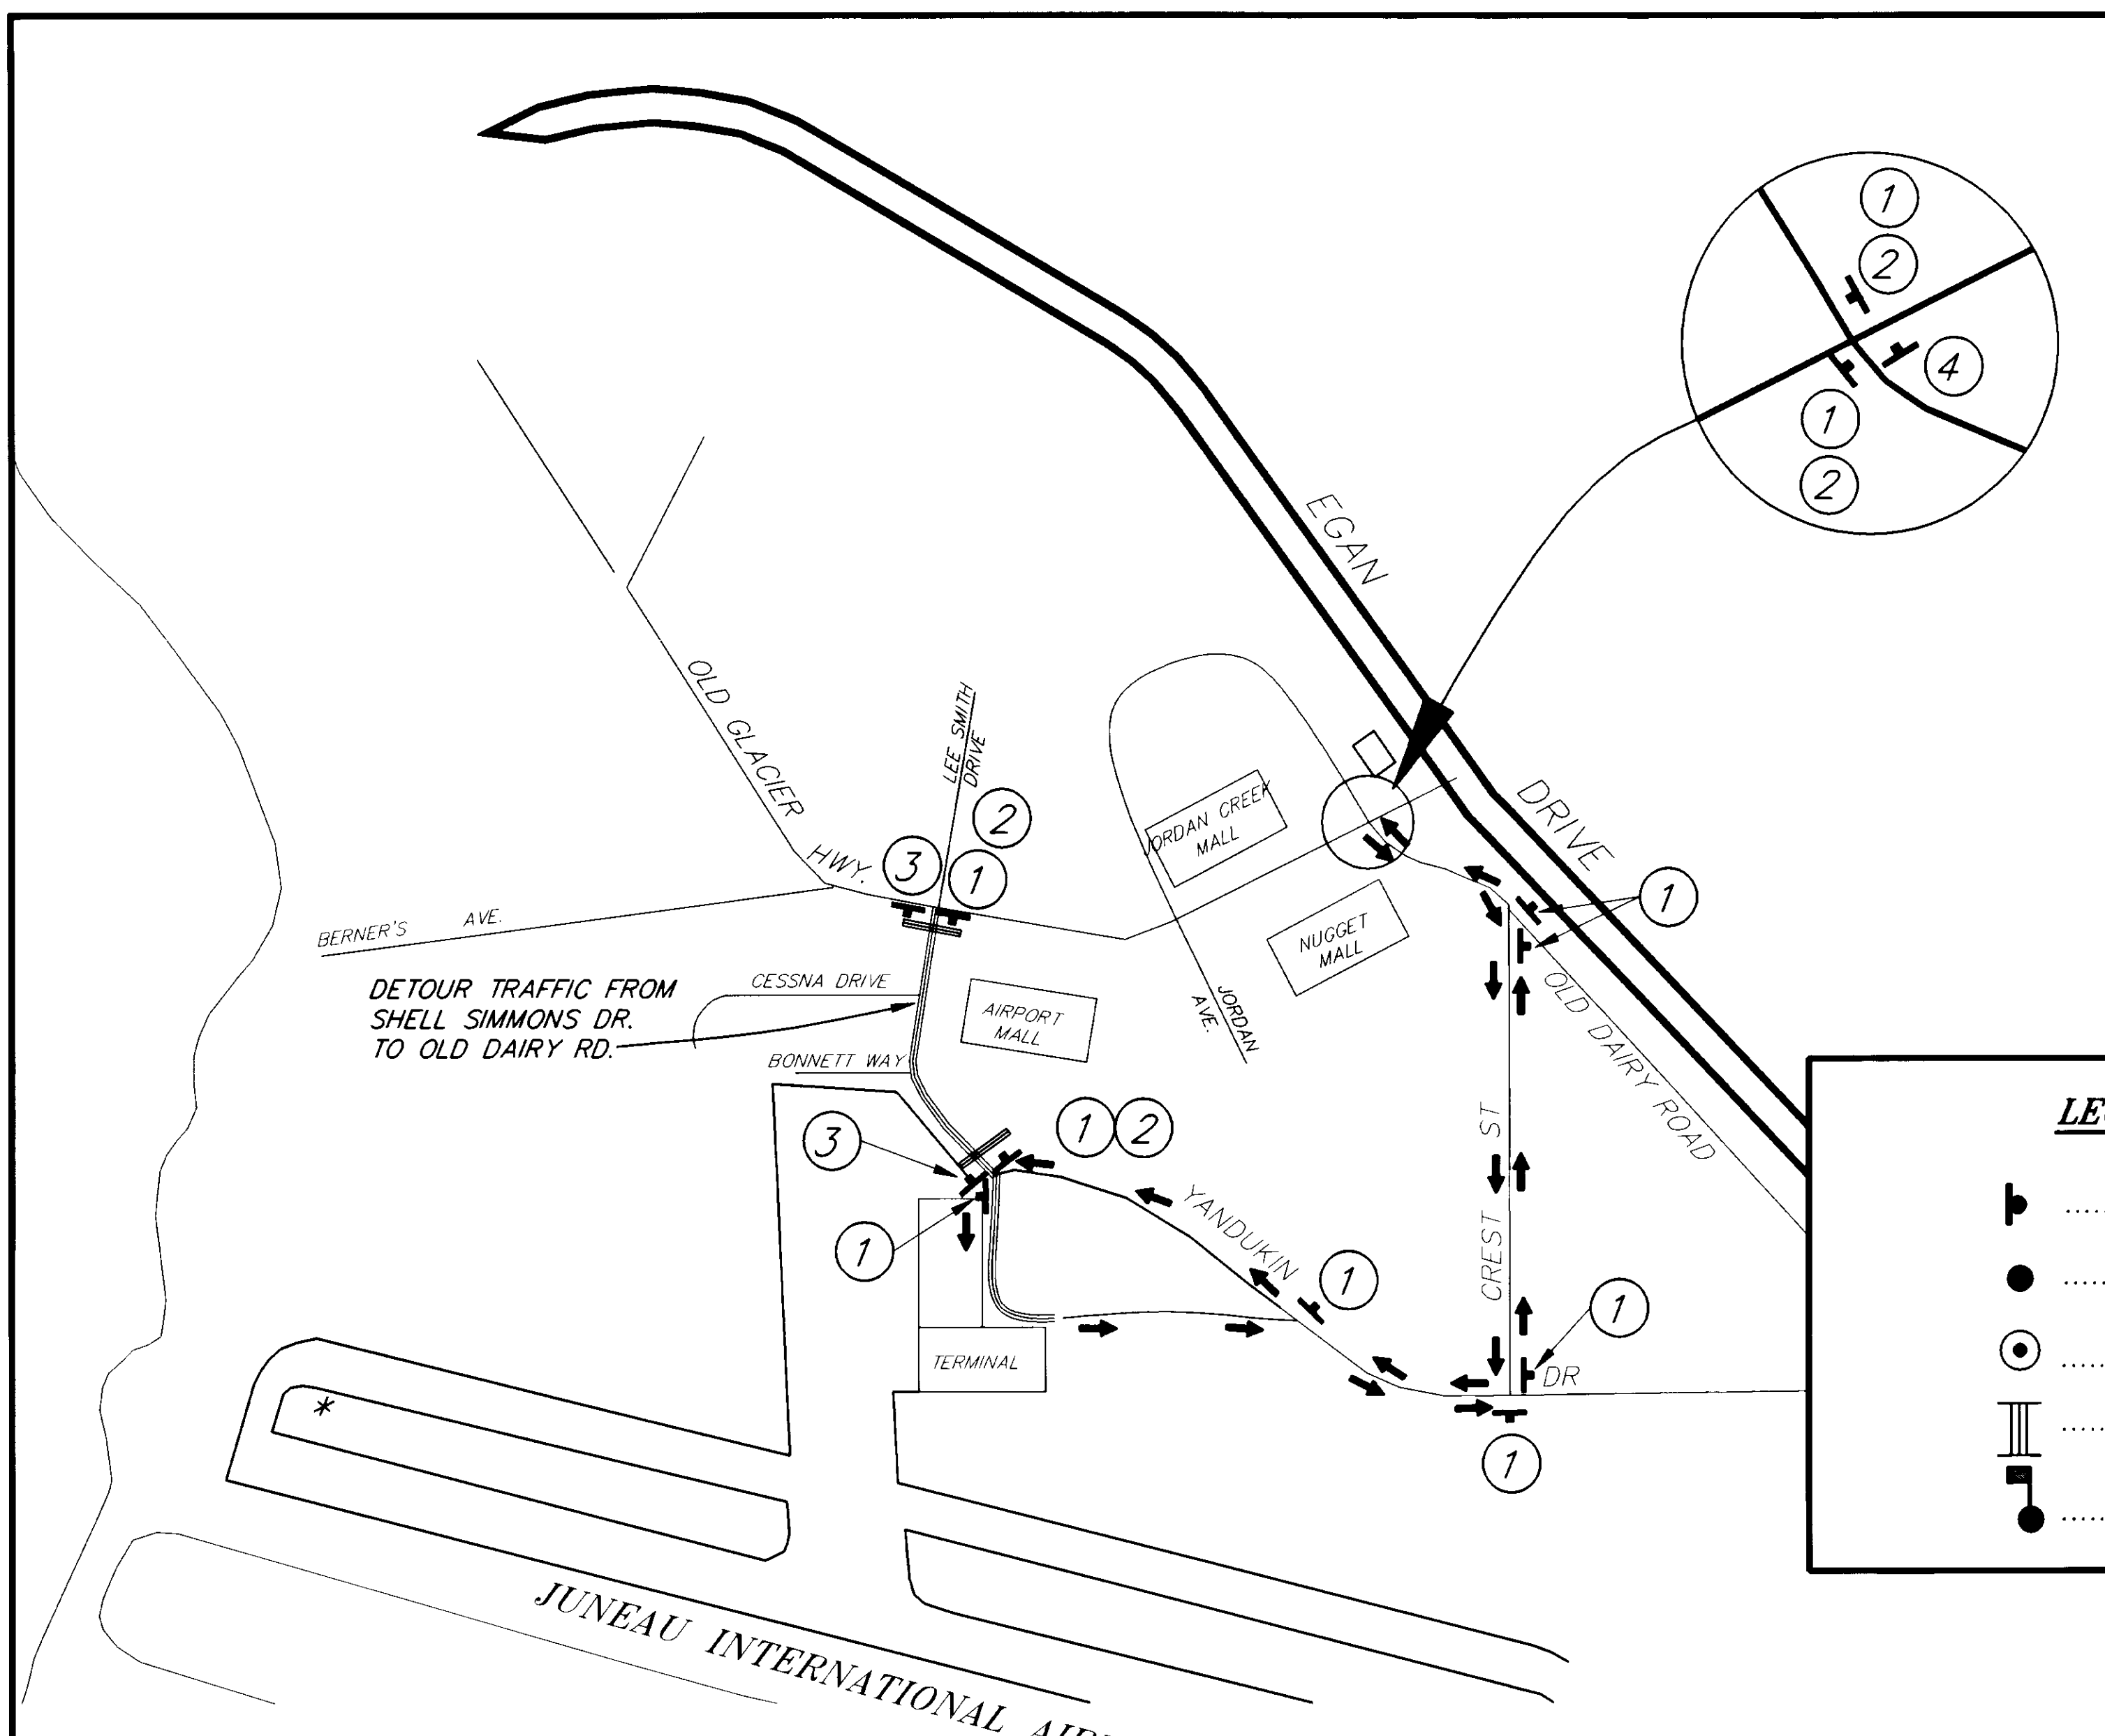 1
2
4
1
2
EGAN
DRIVE
OLD GLACIER
HWY.
LEE SMITH
DRIVE
2
3
1
JORDAN CREEK
MALL
NUGGET
MALL
1
BERNER'S AVE.
DETOUR TRAFFIC FROM
SHELL SIMMONS DR.
TO OLD DAIRY RD.
CESSNA DRIVE
BONNETT WAY
AIRPORT
MALL
JORDAN
AVE.
OLD DAIRY ROAD
3
1
2
1
YANDUKIN
DR
1
CREST ST
1
1
TERMINAL
*
JUNEAU INTERNATIONAL